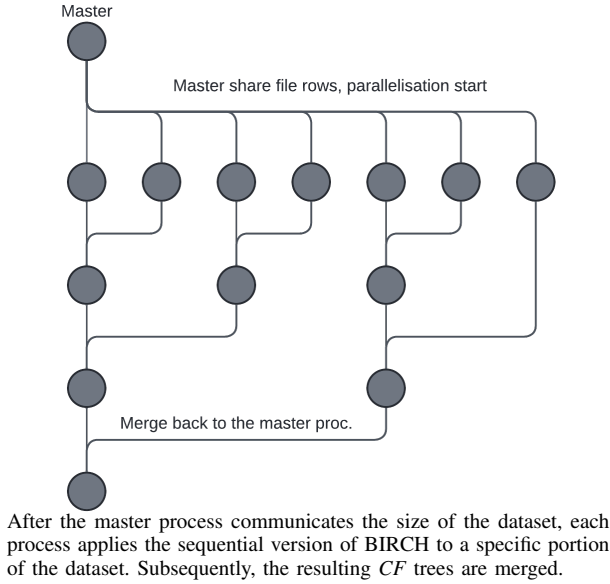 Master
Master share file rows, parallelisation start
Merge back to the master proc.
After the master process communicates the size of the dataset, each
process applies the sequential version of BIRCH to a specific portion
of the dataset. Subsequently, the resulting CF trees are merged.